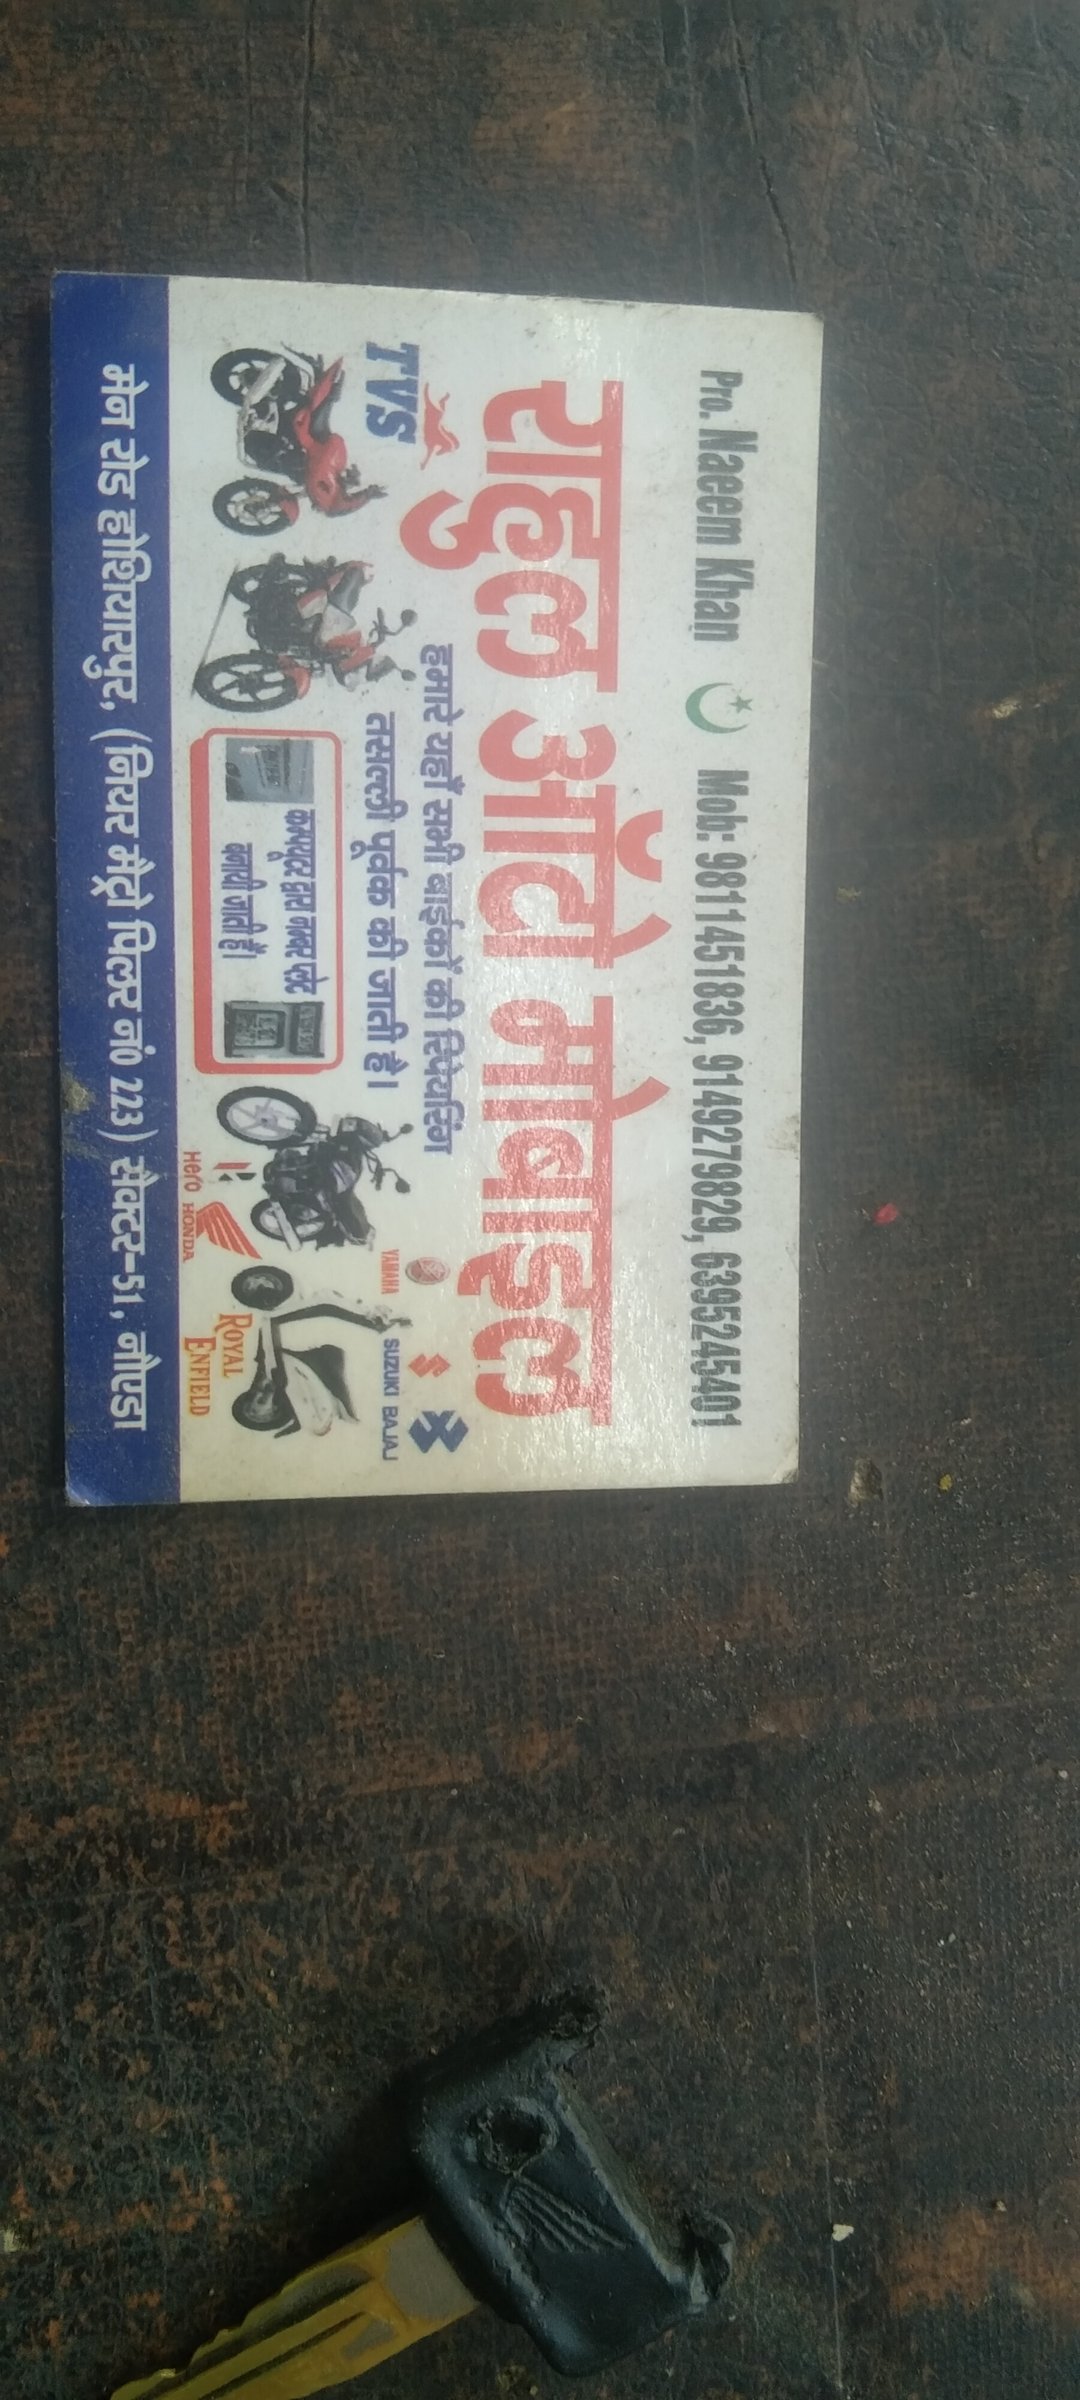 Pro. Naeem Khan Mob: 9811451836, 9149279829, 6395245401
राहुल ऑटो मोबाइल
TVS
हमारे यहाँ सभी बाईकों की रिपेयरिंग
तसल्ली पूर्वक की जाती है।
YAMAHA
SUZUKI BAJAJ
कम्प्यूटर द्वारा नम्बर प्लेट
बनायी जाती हैं।
Hero HONDA
ROYAL
ENFIELD
मेन रोड होशियारपुर, (नियर मैट्रो पिलर नं० 223) सैक्टर-51, नौएडा